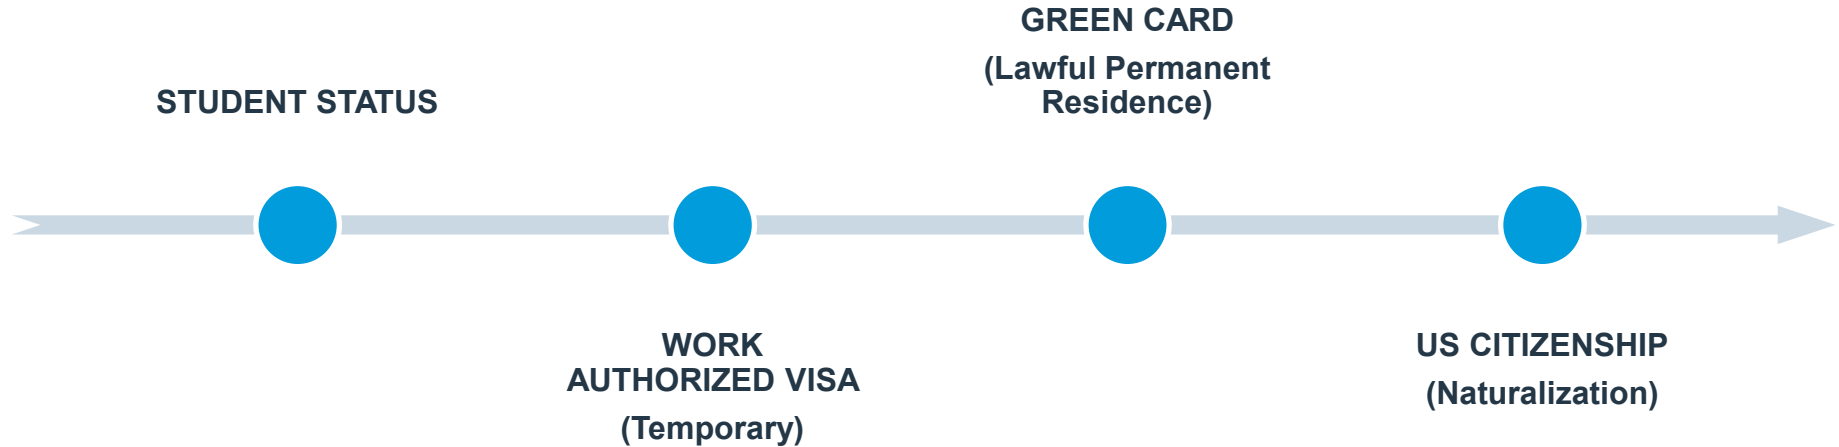 STUDENT STATUS
WORK
AUTHORIZED VISA
(Temporary)
GREEN CARD
(Lawful Permanent
Residence)
US CITIZENSHIP
(Naturalization)